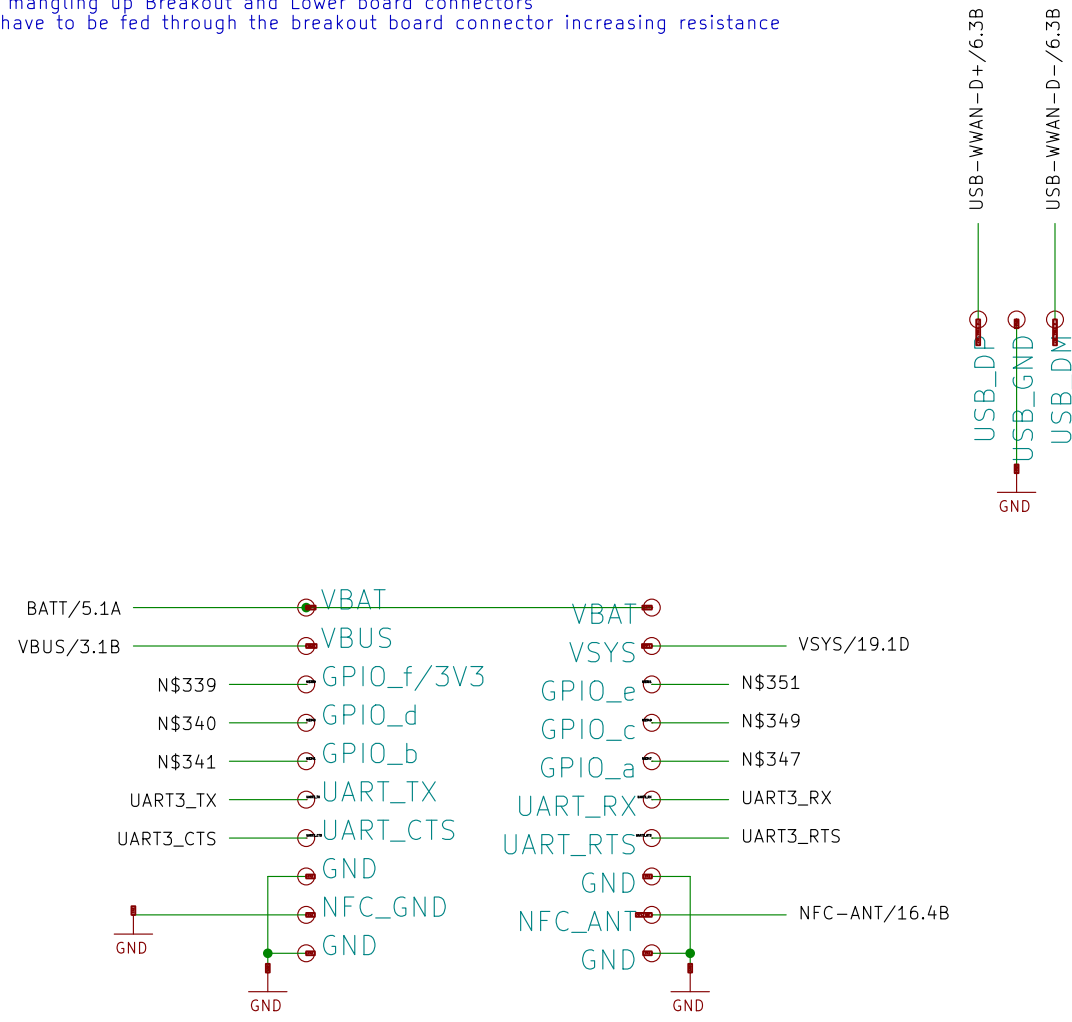 mangling up Breakout and Lower board connectors
have to be fed through the breakout board connector increasing resistance
USB-WWAN-D+/6.3B
USB-WWAN-D-/6.3B
USB_DP
USB_GND
USB_DM
GND
BATT/5.1A
VBAT
VBAT
VBUS/3.1B
VBUS
VSYS
VSYS/19.1D
N$339
GPIO_f/3V3
GPIO_e
N$351
N$340
GPIO_d
GPIO_c
N$349
N$341
GPIO_b
GPIO_a
N$347
UART3_TX
UART_TX
UART_RX
UART3_RX
UART3_CTS
UART_CTS
UART_RTS
UART3_RTS
GND
GND
NFC_GND
NFC_ANT
NFC-ANT/16.4B
GND
GND
GND
GND
GND